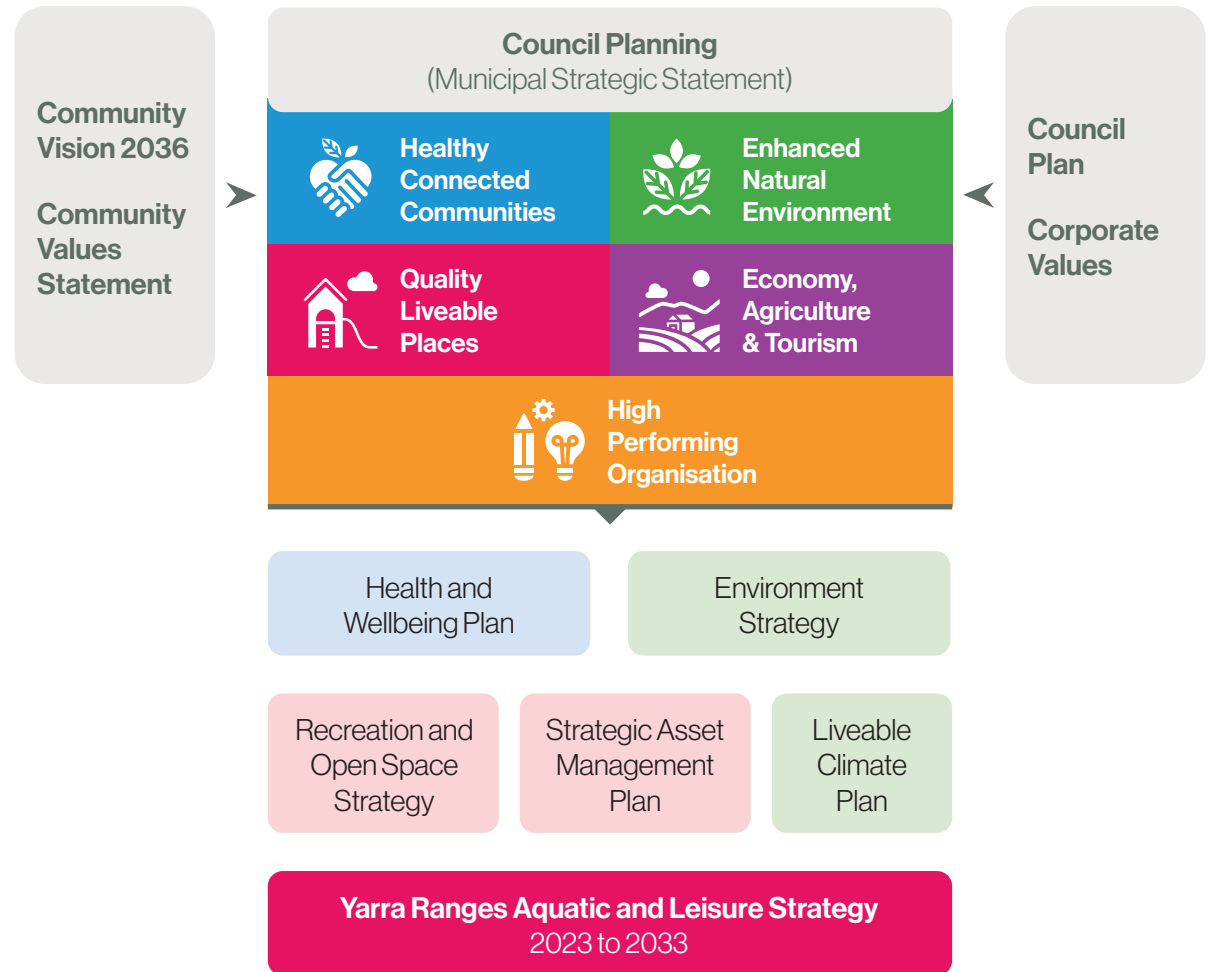 Community
Vision 2036
Community
Values
Statement
Council Planning
(Municipal Strategic Statement)
Healthy
Connected
Communities
Enhanced
Natural
Environment
Quality
Liveable
Places
Economy,
Agriculture
& Tourism
High
Performing
Organisation
Council
Plan
Corporate
Values
Health and
Wellbeing Plan
Environment
Strategy
Recreation and
Open Space
Strategy
Strategic Asset
Management
Plan
Liveable
Climate
Plan
Yarra Ranges Aquatic and Leisure Strategy
2023 to 2033